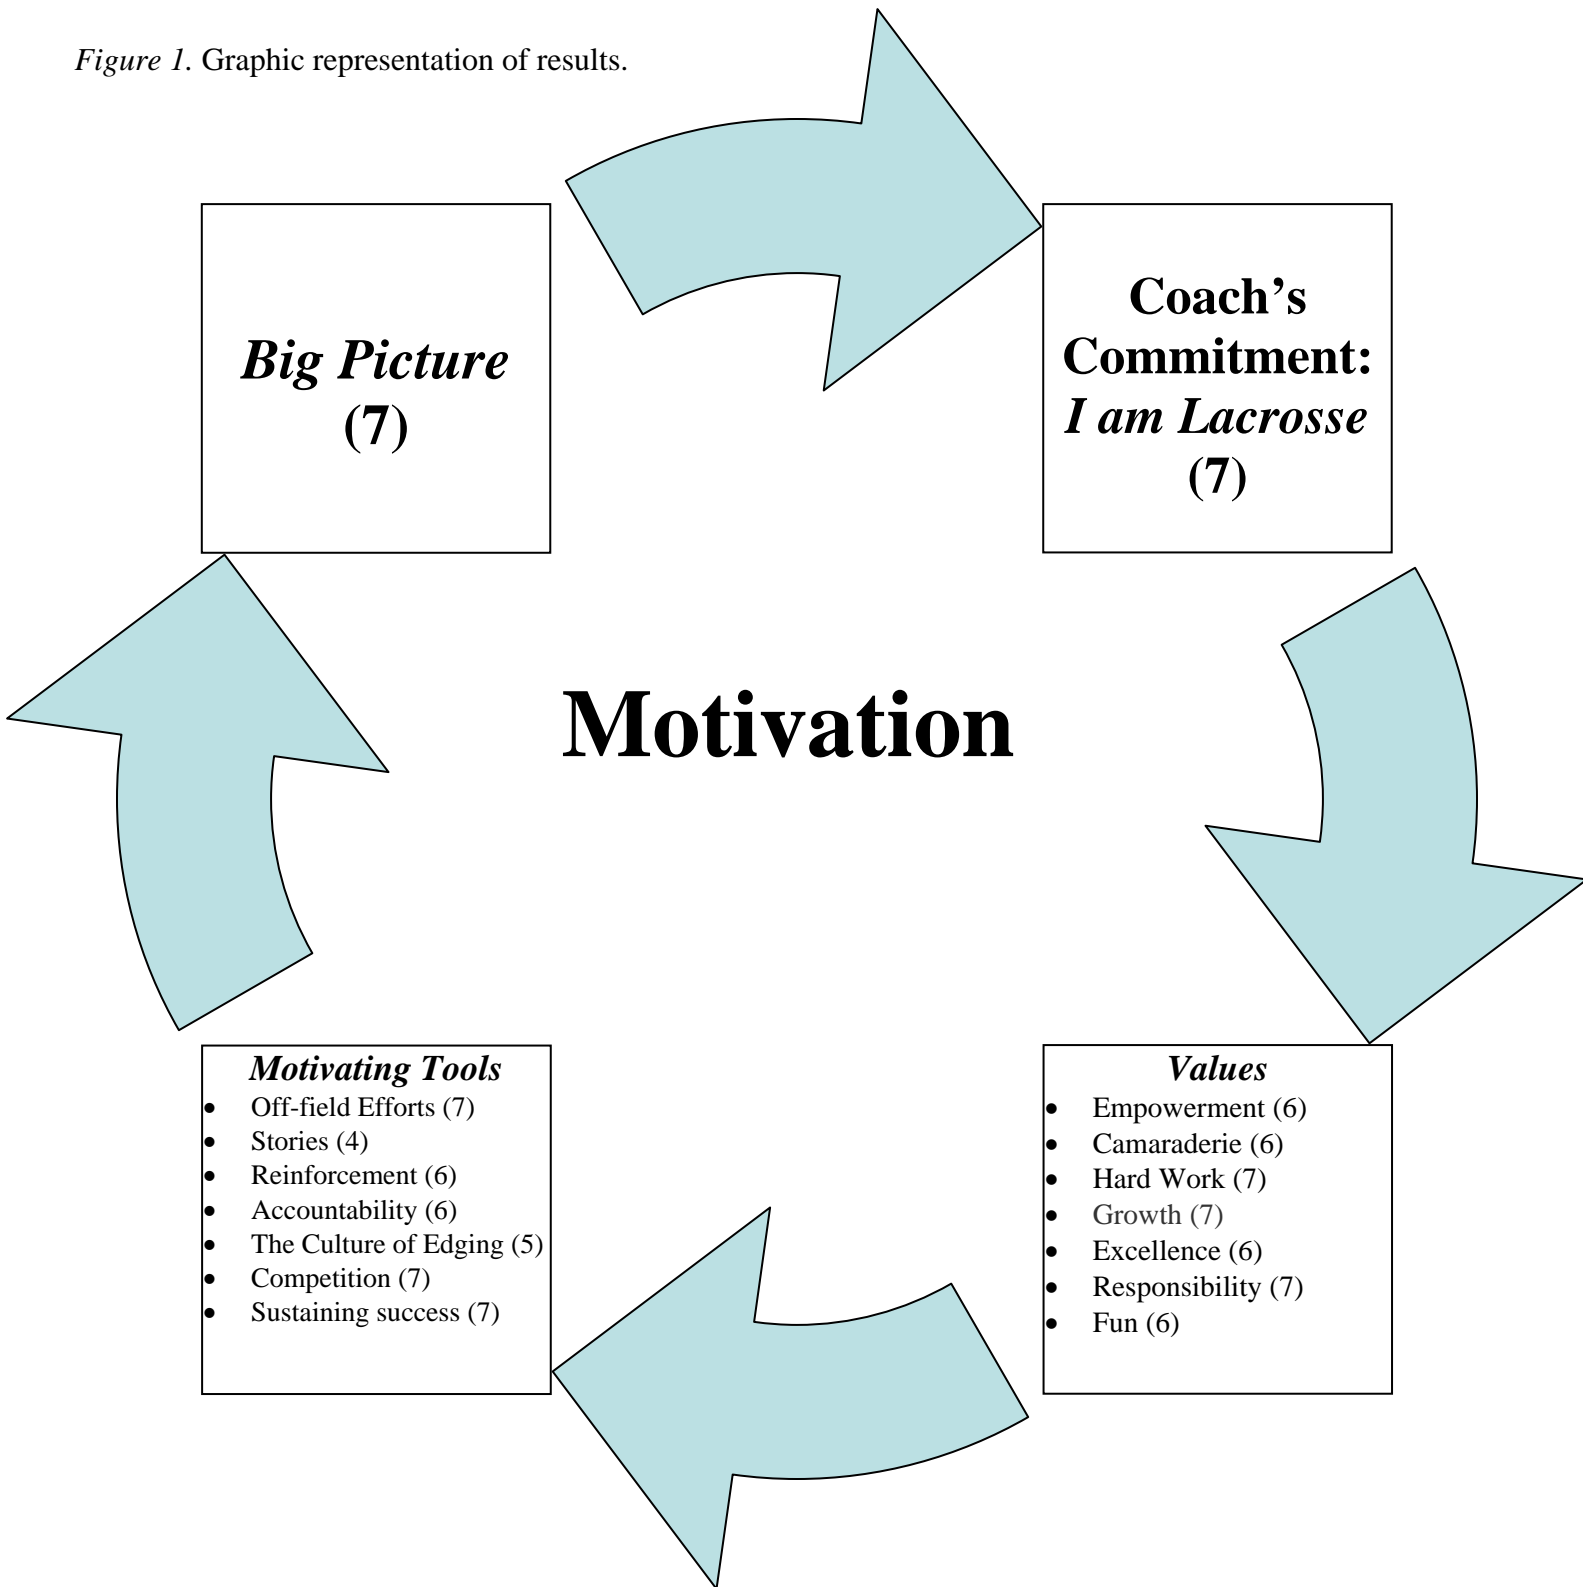 Figure 1. Graphic representation of results.
Big Picture
(7)
Coach’s
Commitment:
I am Lacrosse
(7)
Motivation
Motivating Tools
• Off-field Efforts (7)
• Stories (4)
• Reinforcement (6)
• Accountability (6)
• The Culture of Edging (5)
• Competition (7)
• Sustaining success (7)
Values
• Empowerment (6)
• Camaraderie (6)
• Hard Work (7)
• Growth (7)
• Excellence (6)
• Responsibility (7)
• Fun (6)